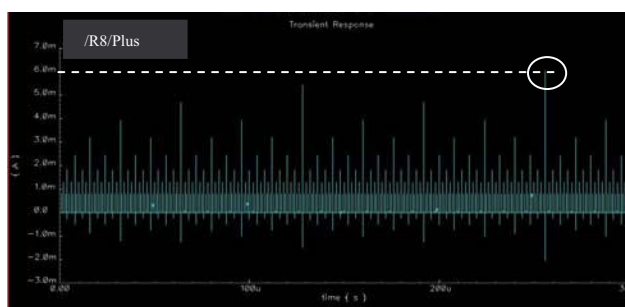 Transient Response
/R8/Plus
7.0m
6.0m
5.0m
4.0m
3.0m
2.0m
1.0m
0.0
-1.0m
-2.0m
-3.0m
( A )
0.00
100u
200u
3
time ( s )